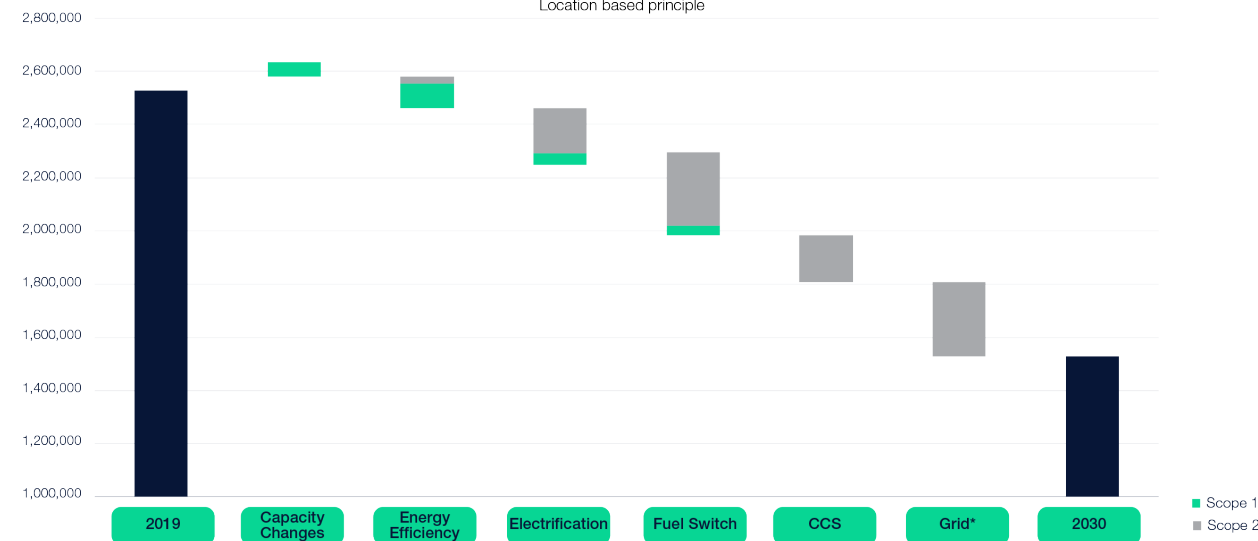 Location based principle
2,800,000
2,600,000
2,400,000
2,200,000
2,000,000
1,800,000
1,600,000
1,400,000
1,200,000
1,000,000
2019
Capacity
Changes
Energy
Efficiency
Electrification
Fuel Switch
CCS
Grid*
2030
Scope 1
Scope 2